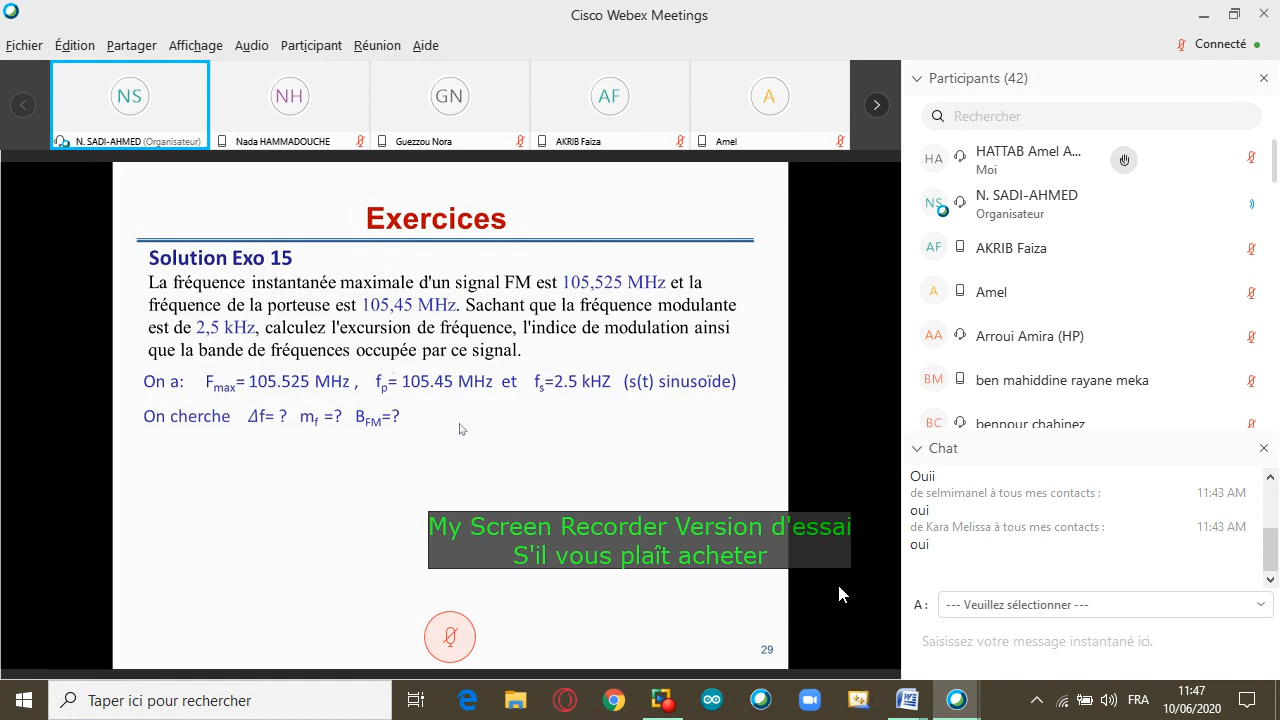 Cisco Webex Meetings
Fichier Édition Partager Affichage Audio Participant Réunion Aide
Connecté
NS
N. SADI-AHMED (Organisateur)
NH
Nada HAMMADOUCHE
GN
Guezzou Nora
AF
AKRIB Faiza
A
Amel
Exercices
Solution Exo 15
La fréquence instantanée maximale d'un signal FM est 105,525 MHz et la
fréquence de la porteuse est 105,45 MHz. Sachant que la fréquence modulante
est de 2,5 kHz, calculez l'excursion de fréquence, l'indice de modulation ainsi
que la bande de fréquences occupée par ce signal.
On a: Fmax= 105.525 MHz , fp= 105.45 MHz et fs=2.5 kHZ (s(t) sinusoïde)
On cherche Δf= ? mf =? BFM=?
My Screen Recorder Version d'essai
S'il vous plaît acheter
29
Participants (42)
Rechercher
HA
HATTAB Amel A...
Moi
NS
N. SADI-AHMED
Organisateur
AF
AKRIB Faiza
A
Amel
AA
Arroui Amira (HP)
BM
ben mahiddine rayane meka
BC
bennour chahinez
Chat
Ouii
de selmimanel à tous mes contacts : 11:43 AM
oui
de Kara Melissa à tous mes contacts : 11:43 AM
oui
A : --- Veuillez sélectionner ---
Saisissez votre message instantané ici.
Taper ici pour rechercher
FRA
11:47
10/06/2020